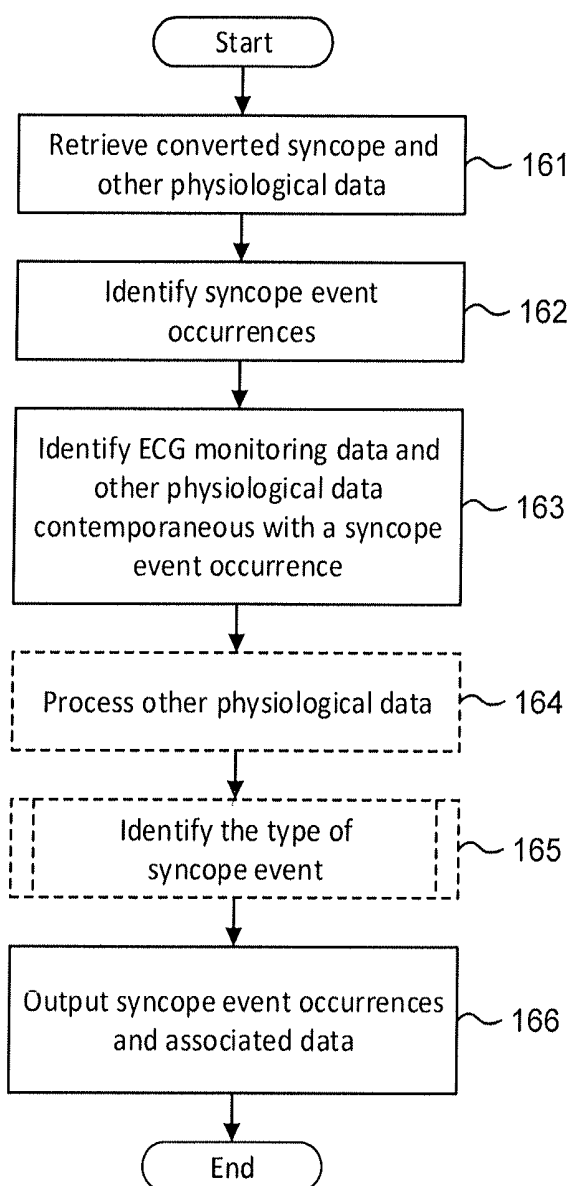 Start
Retrieve converted syncope and
other physiological data
161
Identify syncope event
occurrences
162
Identify ECG monitoring data and
other physiological data
contemporaneous with a syncope
event occurrence
163
Process other physiological data
164
Identify the type of
syncope event
165
Output syncope event occurrences
and associated data
166
End